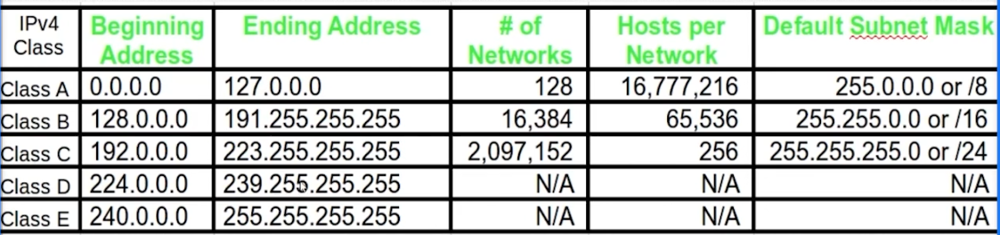 IPv4 Class Beginning Address Ending Address # of Networks Hosts per Network Default Subnet Mask
Class A 0.0.0.0 127.0.0.0 128 16,777,216 255.0.0.0 or /8
Class B 128.0.0.0 191.255.255.255 16,384 65,536 255.255.0.0 or /16
Class C 192.0.0.0 223.255.255.255 2,097,152 256 255.255.255.0 or /24
Class D 224.0.0.0 239.255.255.255 N/A N/A N/A
Class E 240.0.0.0 255.255.255.255 N/A N/A N/A